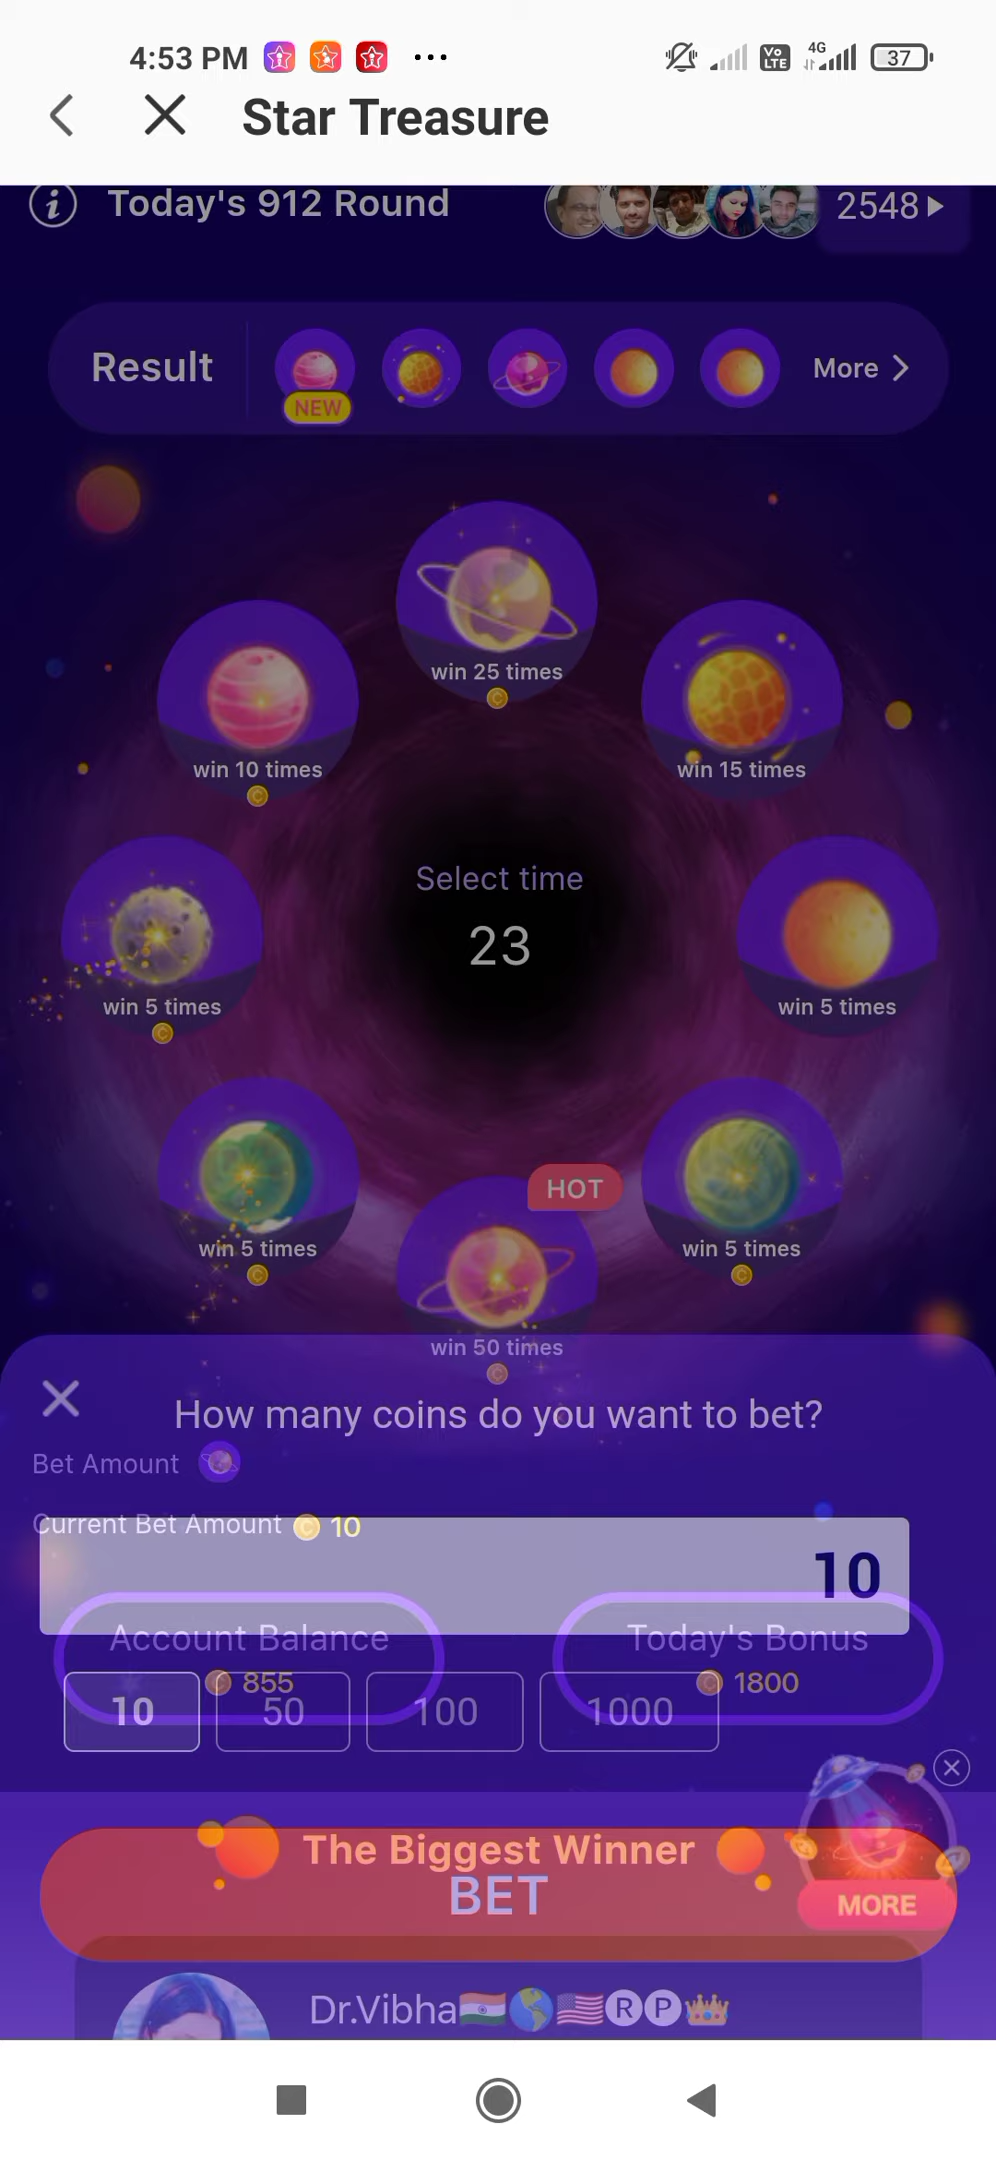 4:53 PM
Vo LTE 4G 37
Star Treasure
Today's 912 Round
2548
Result
NEW
More
win 25 times
win 10 times
win 15 times
Select time
23
win 5 times
win 5 times
win 5 times
HOT
win 5 times
win 50 times
How many coins do you want to bet?
Bet Amount
Current Bet Amount 10
10
Account Balance
Today's Bonus
855
1800
10 50 100 1000
The Biggest Winner
BET
MORE
Dr.Vibha🇮🇳🌎🇺🇸🅡🅟👑